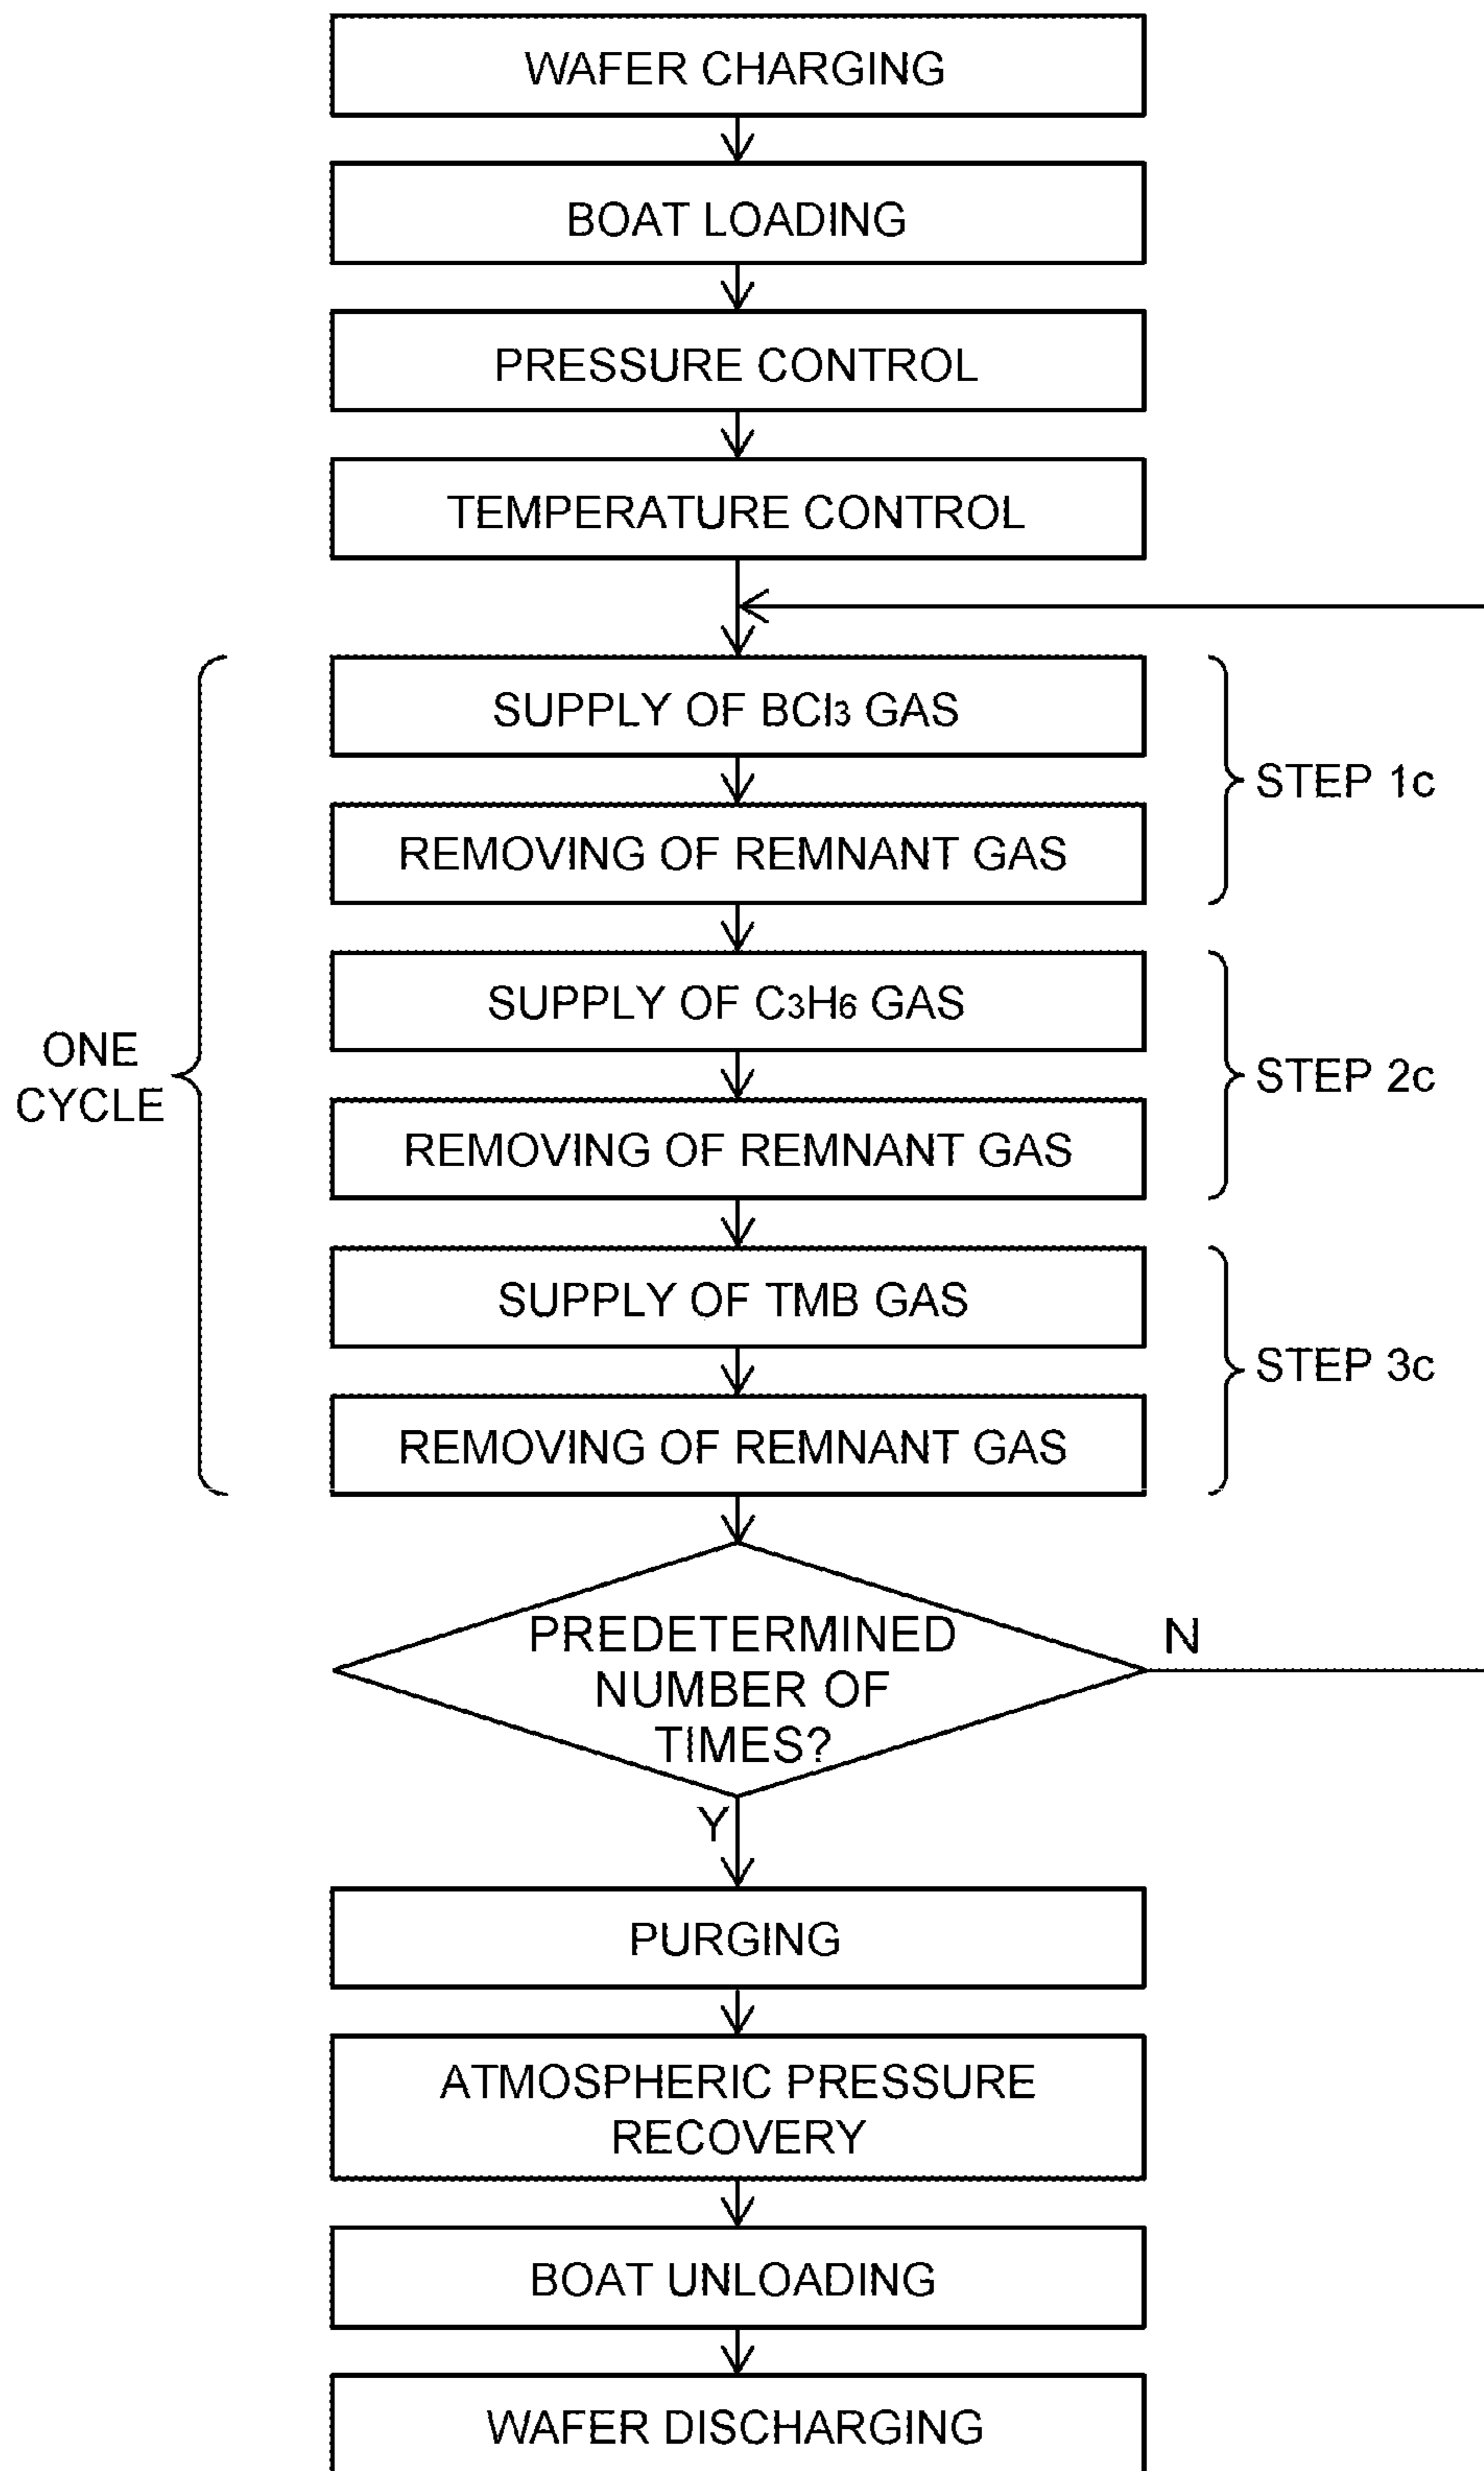 WAFER CHARGING
BOAT LOADING
PRESSURE CONTROL
TEMPERATURE CONTROL
SUPPLY OF BCl₃ GAS
REMOVING OF REMNANT GAS
STEP 1c
SUPPLY OF C₃H₆ GAS
REMOVING OF REMNANT GAS
STEP 2c
ONE
CYCLE
SUPPLY OF TMB GAS
REMOVING OF REMNANT GAS
STEP 3c
PREDETERMINED
NUMBER OF
TIMES?
N
Y
PURGING
ATMOSPHERIC PRESSURE
RECOVERY
BOAT UNLOADING
WAFER DISCHARGING